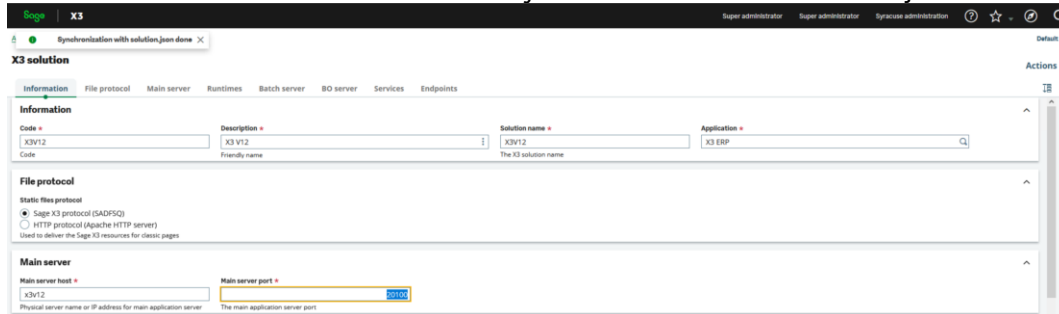 Sage X3 Super administrator Super administrator Syracuse administration
Synchronization with solution.json done
Default
X3 solution
Actions
Information File protocol Main server Runtimes Batch server BO server Services Endpoints
Information
Code * Description * Solution name * Application *
X3V12 X3 V12 X3V12 X3 ERP
Code Friendly name The X3 solution name
File protocol
Static files protocol
Sage X3 protocol (SADFSQ)
HTTP protocol (Apache HTTP server)
Used to deliver the Sage X3 resources for classic pages
Main server
Main server host * Main server port *
x3v12 20100
Physical server name or IP address for main application server The main application server port